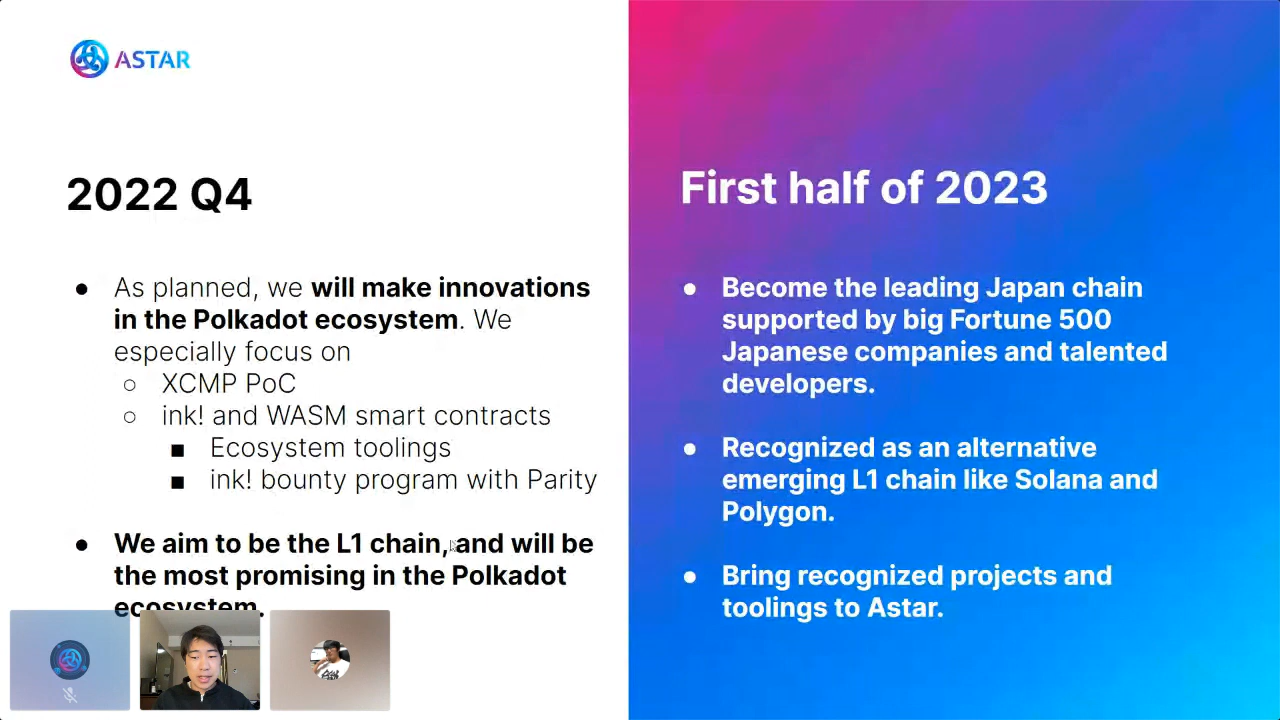 ASTAR
2022 Q4
● As planned, we will make innovations
in the Polkadot ecosystem. We
especially focus on
○ XCMP PoC
○ ink! and WASM smart contracts
■ Ecosystem toolings
■ ink! bounty program with Parity
● We aim to be the L1 chain, and will be
the most promising in the Polkadot
ecosystem.
First half of 2023
● Become the leading Japan chain
supported by big Fortune 500
Japanese companies and talented
developers.
● Recognized as an alternative
emerging L1 chain like Solana and
Polygon.
● Bring recognized projects and
toolings to Astar.